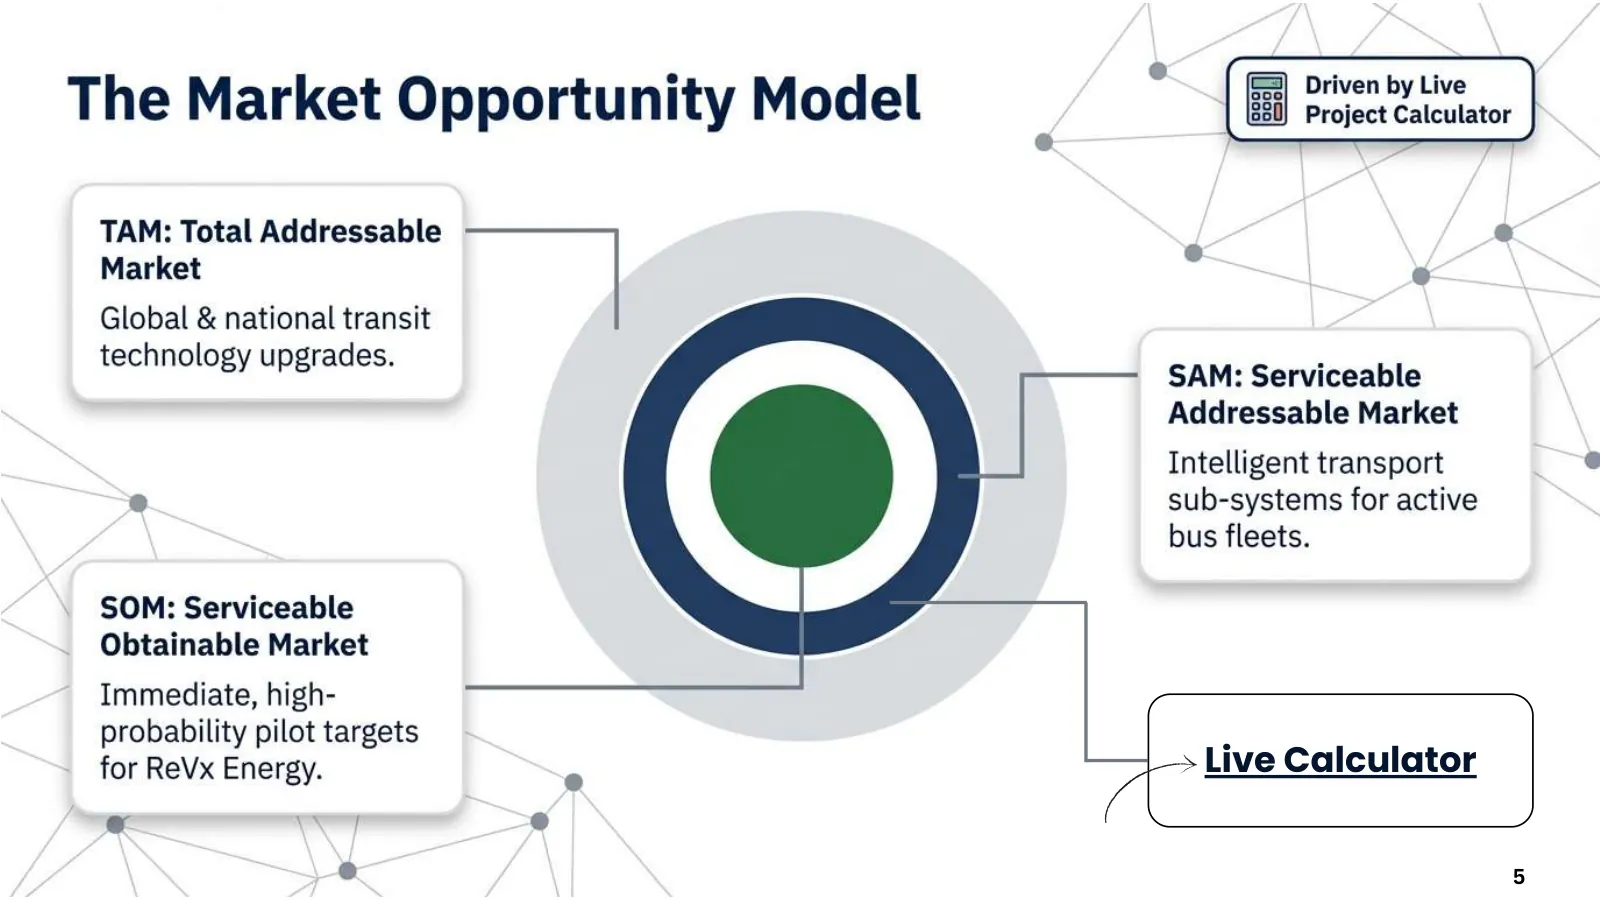 The Market Opportunity Model
Driven by Live
Project Calculator
TAM: Total Addressable
Market
Global & national transit
technology upgrades.
SAM: Serviceable
Addressable Market
Intelligent transport
sub-systems for active
bus fleets.
SOM: Serviceable
Obtainable Market
Immediate, high-
probability pilot targets
for ReVx Energy.
Live Calculator
5